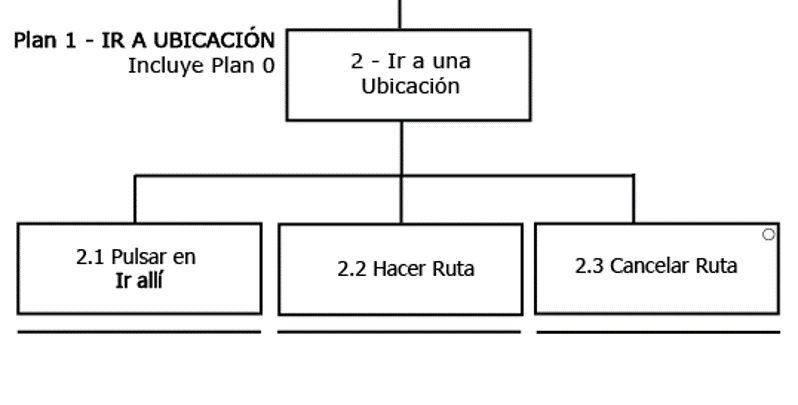 Plan 1 - IR A UBICACIÓN
Incluye Plan 0
2 - Ir a una
Ubicación
2.1 Pulsar en
Ir allí
2.2 Hacer Ruta
2.3 Cancelar Ruta